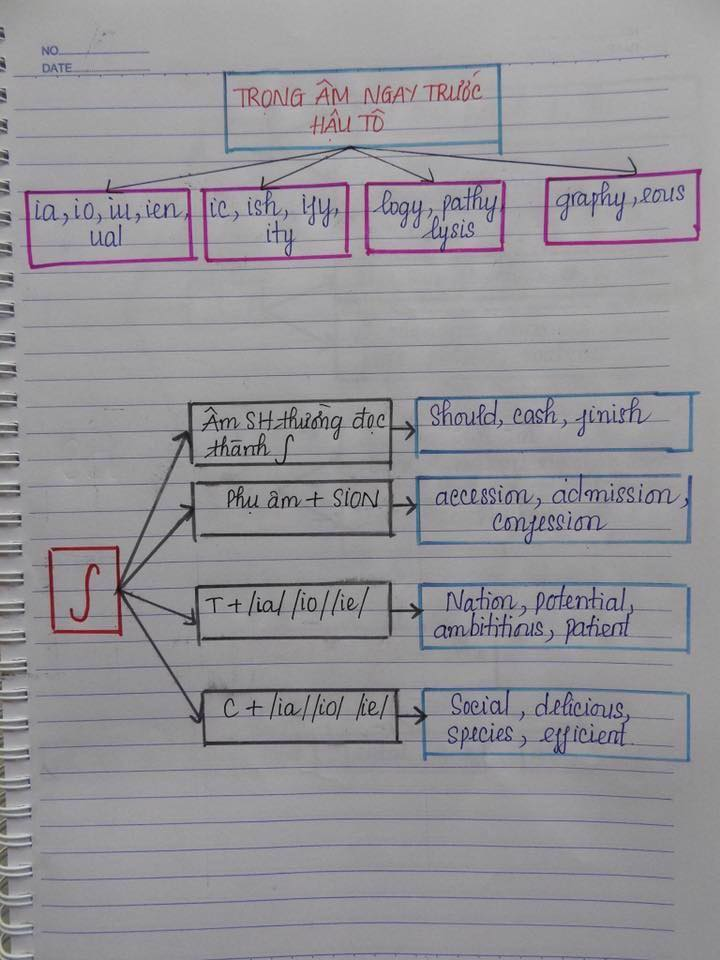 NO
DATE
TRỌNG ÂM NGAY TRƯỚC
HẬU TỐ
ia, io, iu, ien,
ual
ic, ish, ify,
ity
logy, pathy
lysis
graphy, eous
Âm SH thường đọc
thành ʃ
Should, cash, finish
Phụ âm + SION
accession, admission,
confession
ʃ
T + /ia/ /io/ /ie/
Nation, potential,
ambititious, patient
C + /ia/ /io/ /ie/
Social, delicious,
species, efficient